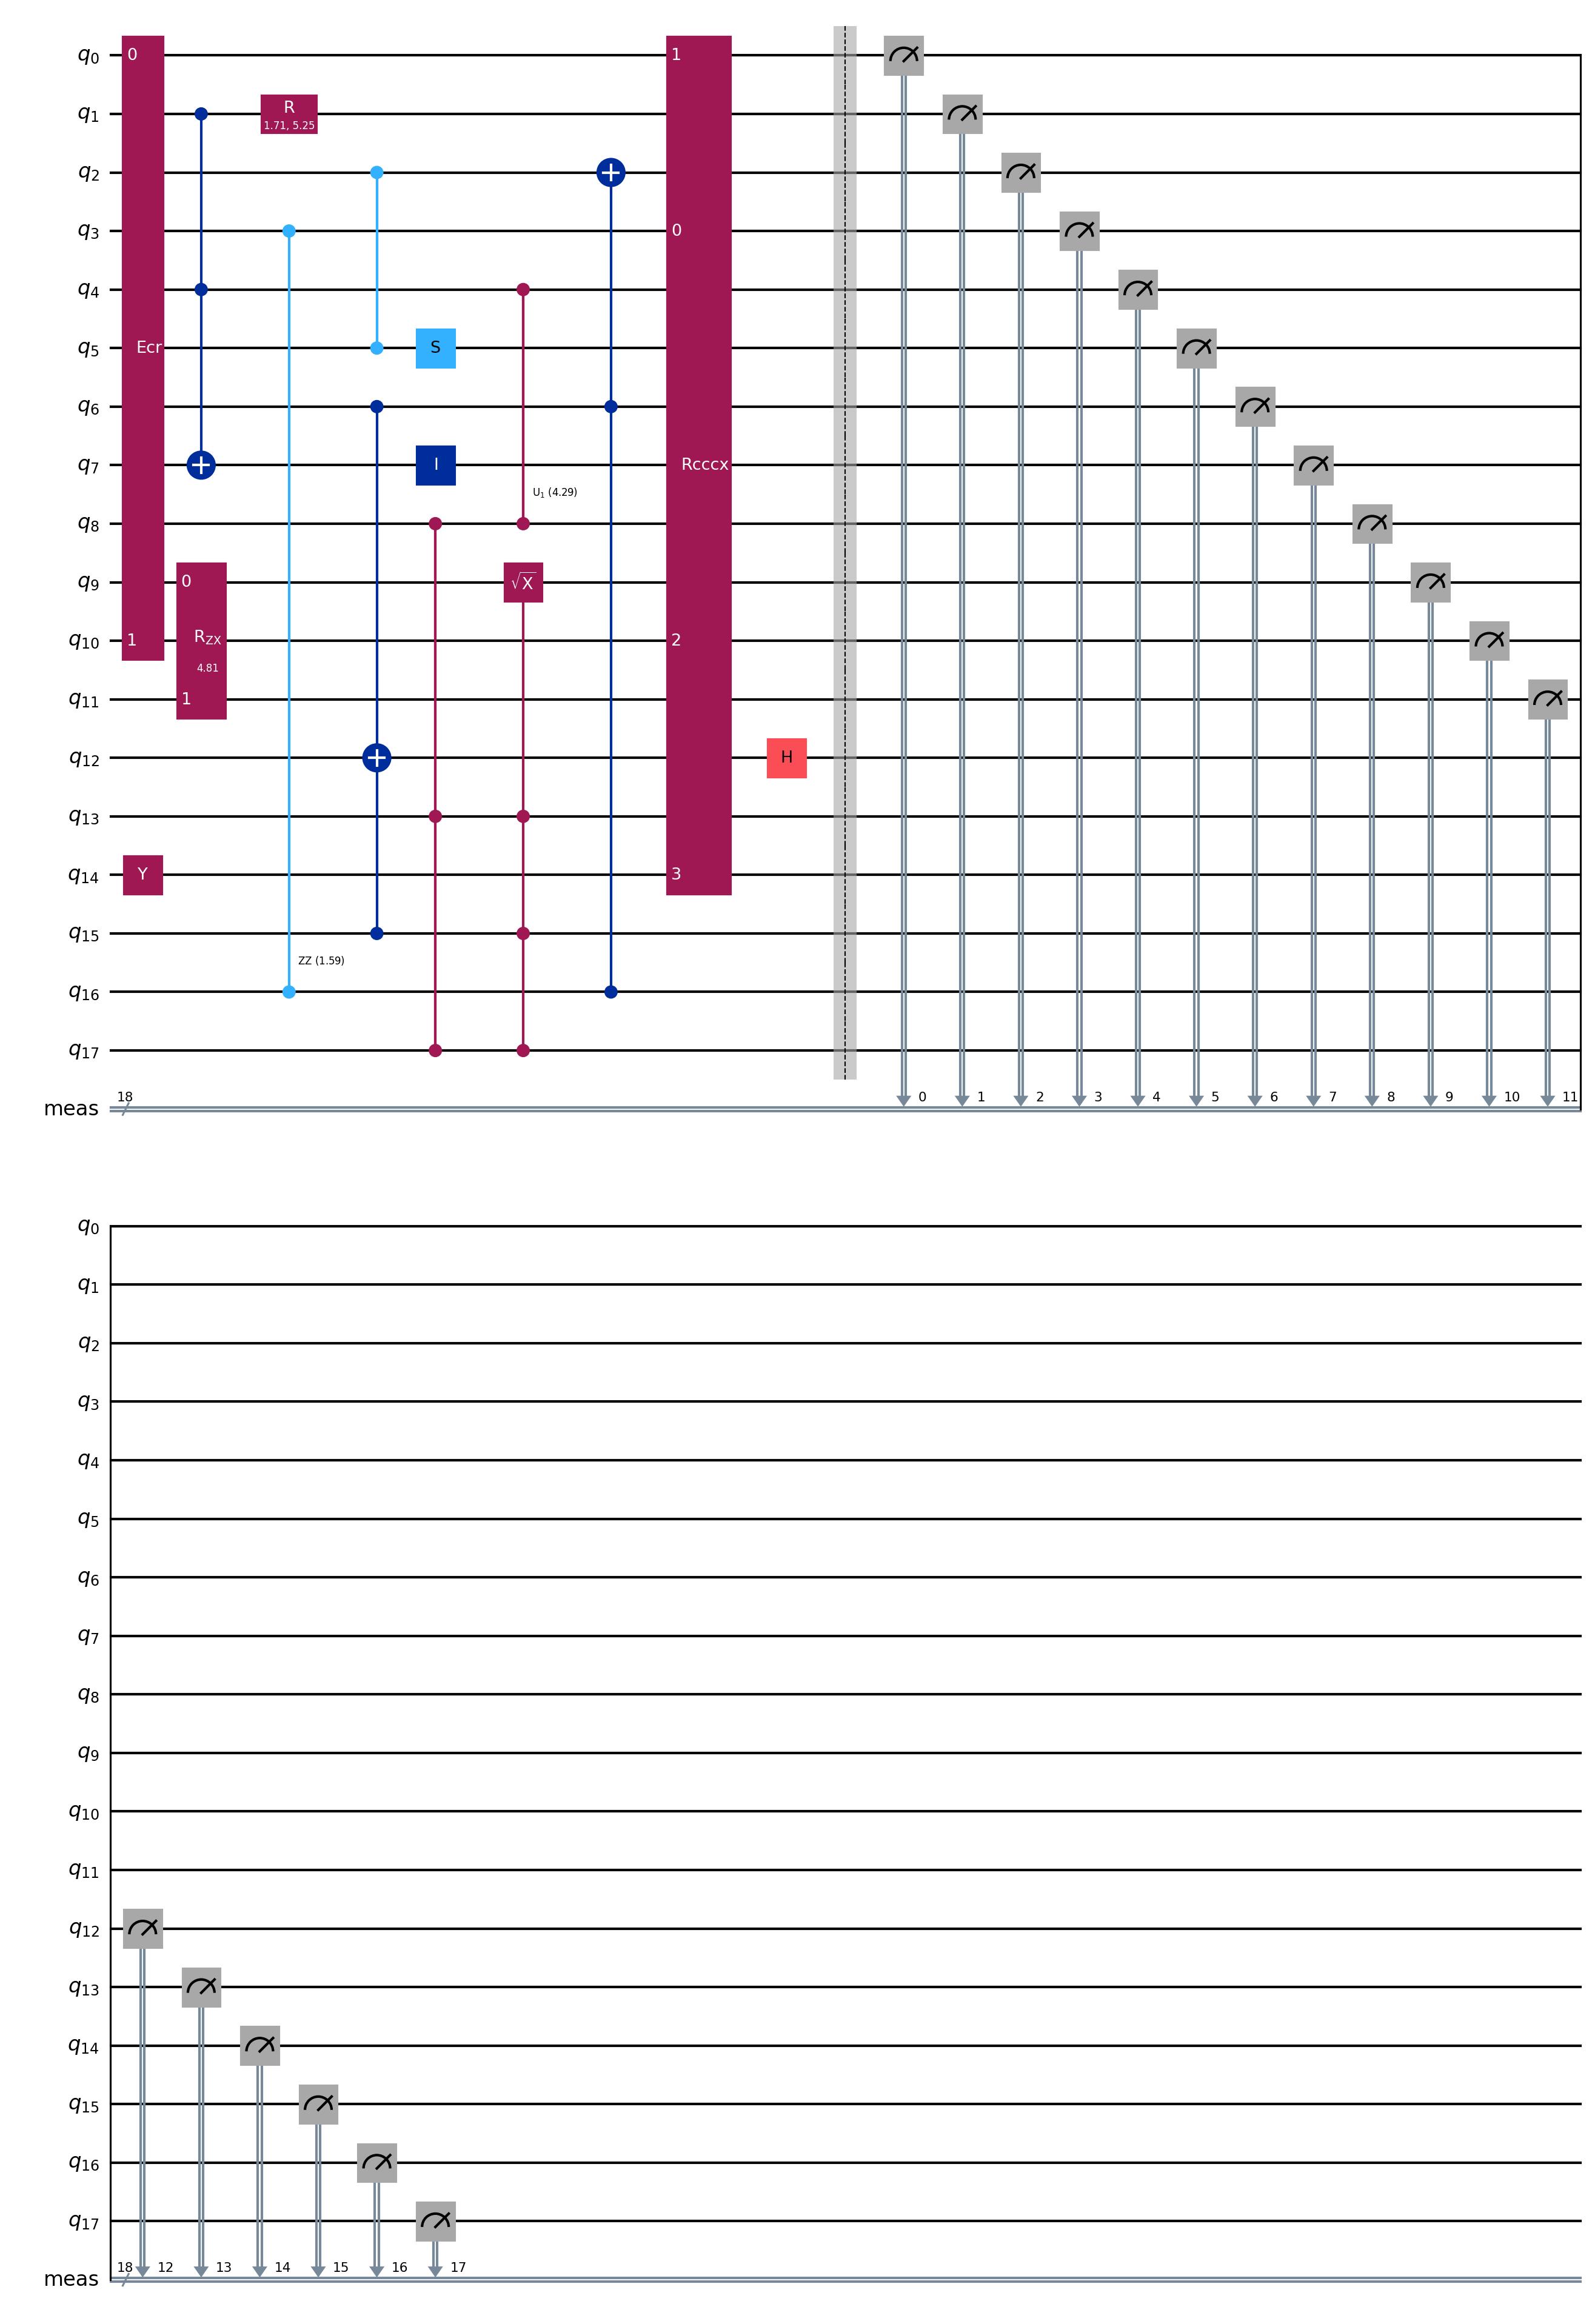 q0 0 1
q1 R
1.71, 5.25
q2
q3 0
q4
q5 Ecr S
q6
q7 I Rcccx
U1 (4.29)
q8
q9 0 √X
q10 1 RZX 2
4.81
q11 1
q12 H
q13
q14 Y 3
q15
ZZ (1.59)
q16
q17
meas 18 0 1 2 3 4 5 6 7 8 9 10 11
q0
q1
q2
q3
q4
q5
q6
q7
q8
q9
q10
q11
q12
q13
q14
q15
q16
q17
meas 18 12 13 14 15 16 17